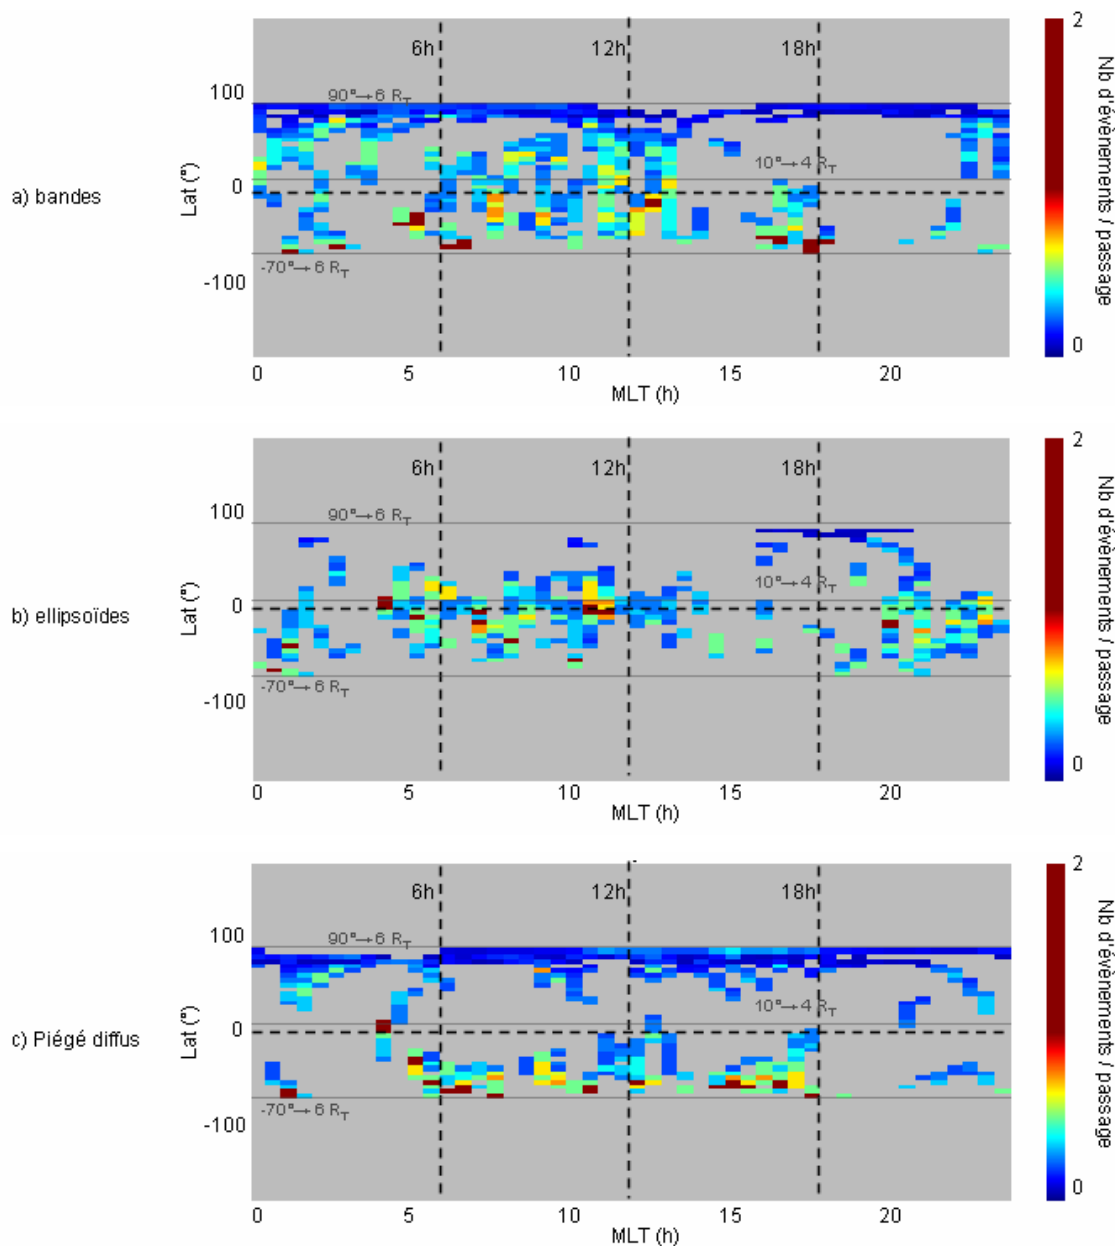 a) bandes
Lat (°)
100
0
-100
6h
12h
18h
90°→6 R_T
10°→4 R_T
-70°→6 R_T
0
5
10
15
20
MLT (h)
2
0
Nb d'évènements / passage
b) ellipsoïdes
Lat (°)
100
0
-100
6h
12h
18h
90°→6 R_T
10°→4 R_T
-70°→6 R_T
0
5
10
15
20
MLT (h)
2
0
Nb d'évènements / passage
c) Piégé diffus
Lat (°)
100
0
-100
6h
12h
18h
90°→6 R_T
10°→4 R_T
-70°→6 R_T
0
5
10
15
20
MLT (h)
2
0
Nb d'évènements / passage